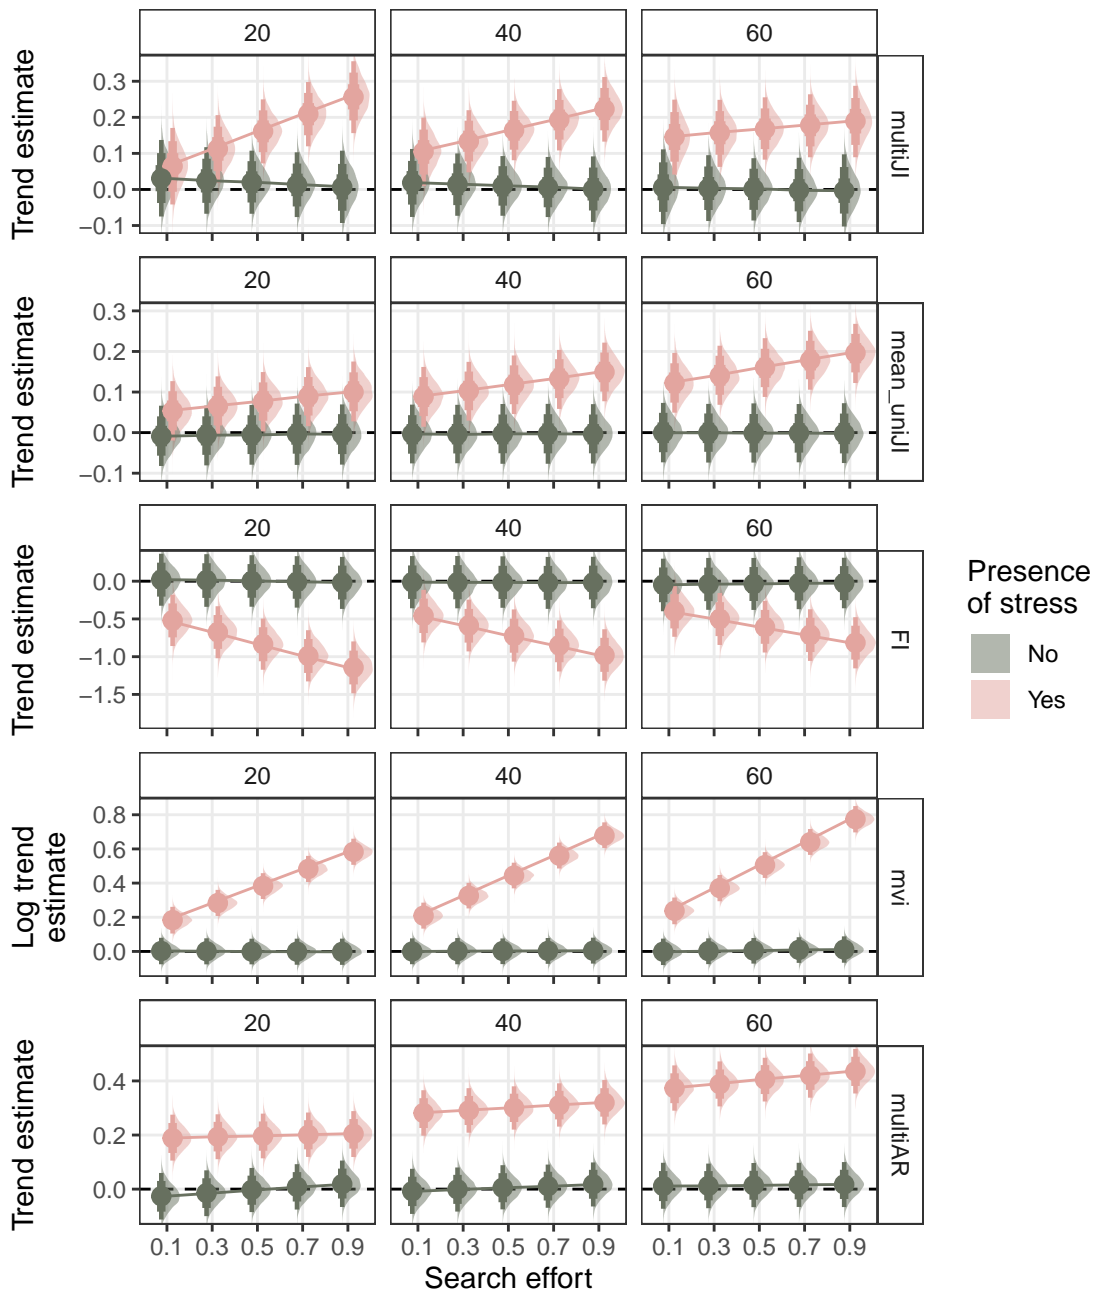 20 40 60
Trend estimate
0.3
0.2
0.1
0.0
−0.1
multiJI
20 40 60
Trend estimate
0.3
0.2
0.1
0.0
−0.1
mean_uniJI
20 40 60
Trend estimate
0.0
−0.5
−1.0
−1.5
FI
Presence
of stress
No
Yes
20 40 60
Log trend
estimate
0.8
0.6
0.4
0.2
0.0
mvi
20 40 60
Trend estimate
0.4
0.2
0.0
multiAR
0.1 0.3 0.5 0.7 0.9 0.1 0.3 0.5 0.7 0.9 0.1 0.3 0.5 0.7 0.9
Search effort